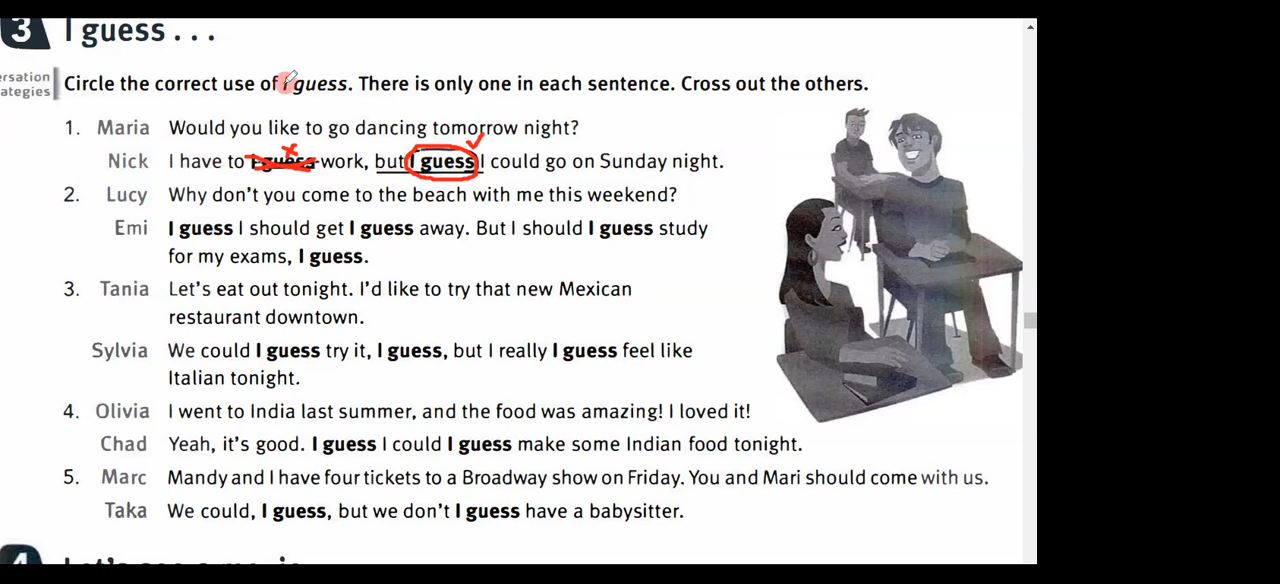 3 I guess . . .
ersation
ategies
Circle the correct use of I guess. There is only one in each sentence. Cross out the others.
1. Maria Would you like to go dancing tomorrow night?
Nick I have to I guess work, but I guess I could go on Sunday night.
2. Lucy Why don't you come to the beach with me this weekend?
Emi I guess I should get I guess away. But I should I guess study
for my exams, I guess.
3. Tania Let's eat out tonight. I'd like to try that new Mexican
restaurant downtown.
Sylvia We could I guess try it, I guess, but I really I guess feel like
Italian tonight.
4. Olivia I went to India last summer, and the food was amazing! I loved it!
Chad Yeah, it's good. I guess I could I guess make some Indian food tonight.
5. Marc Mandy and I have four tickets to a Broadway show on Friday. You and Mari should come with us.
Taka We could, I guess, but we don't I guess have a babysitter.